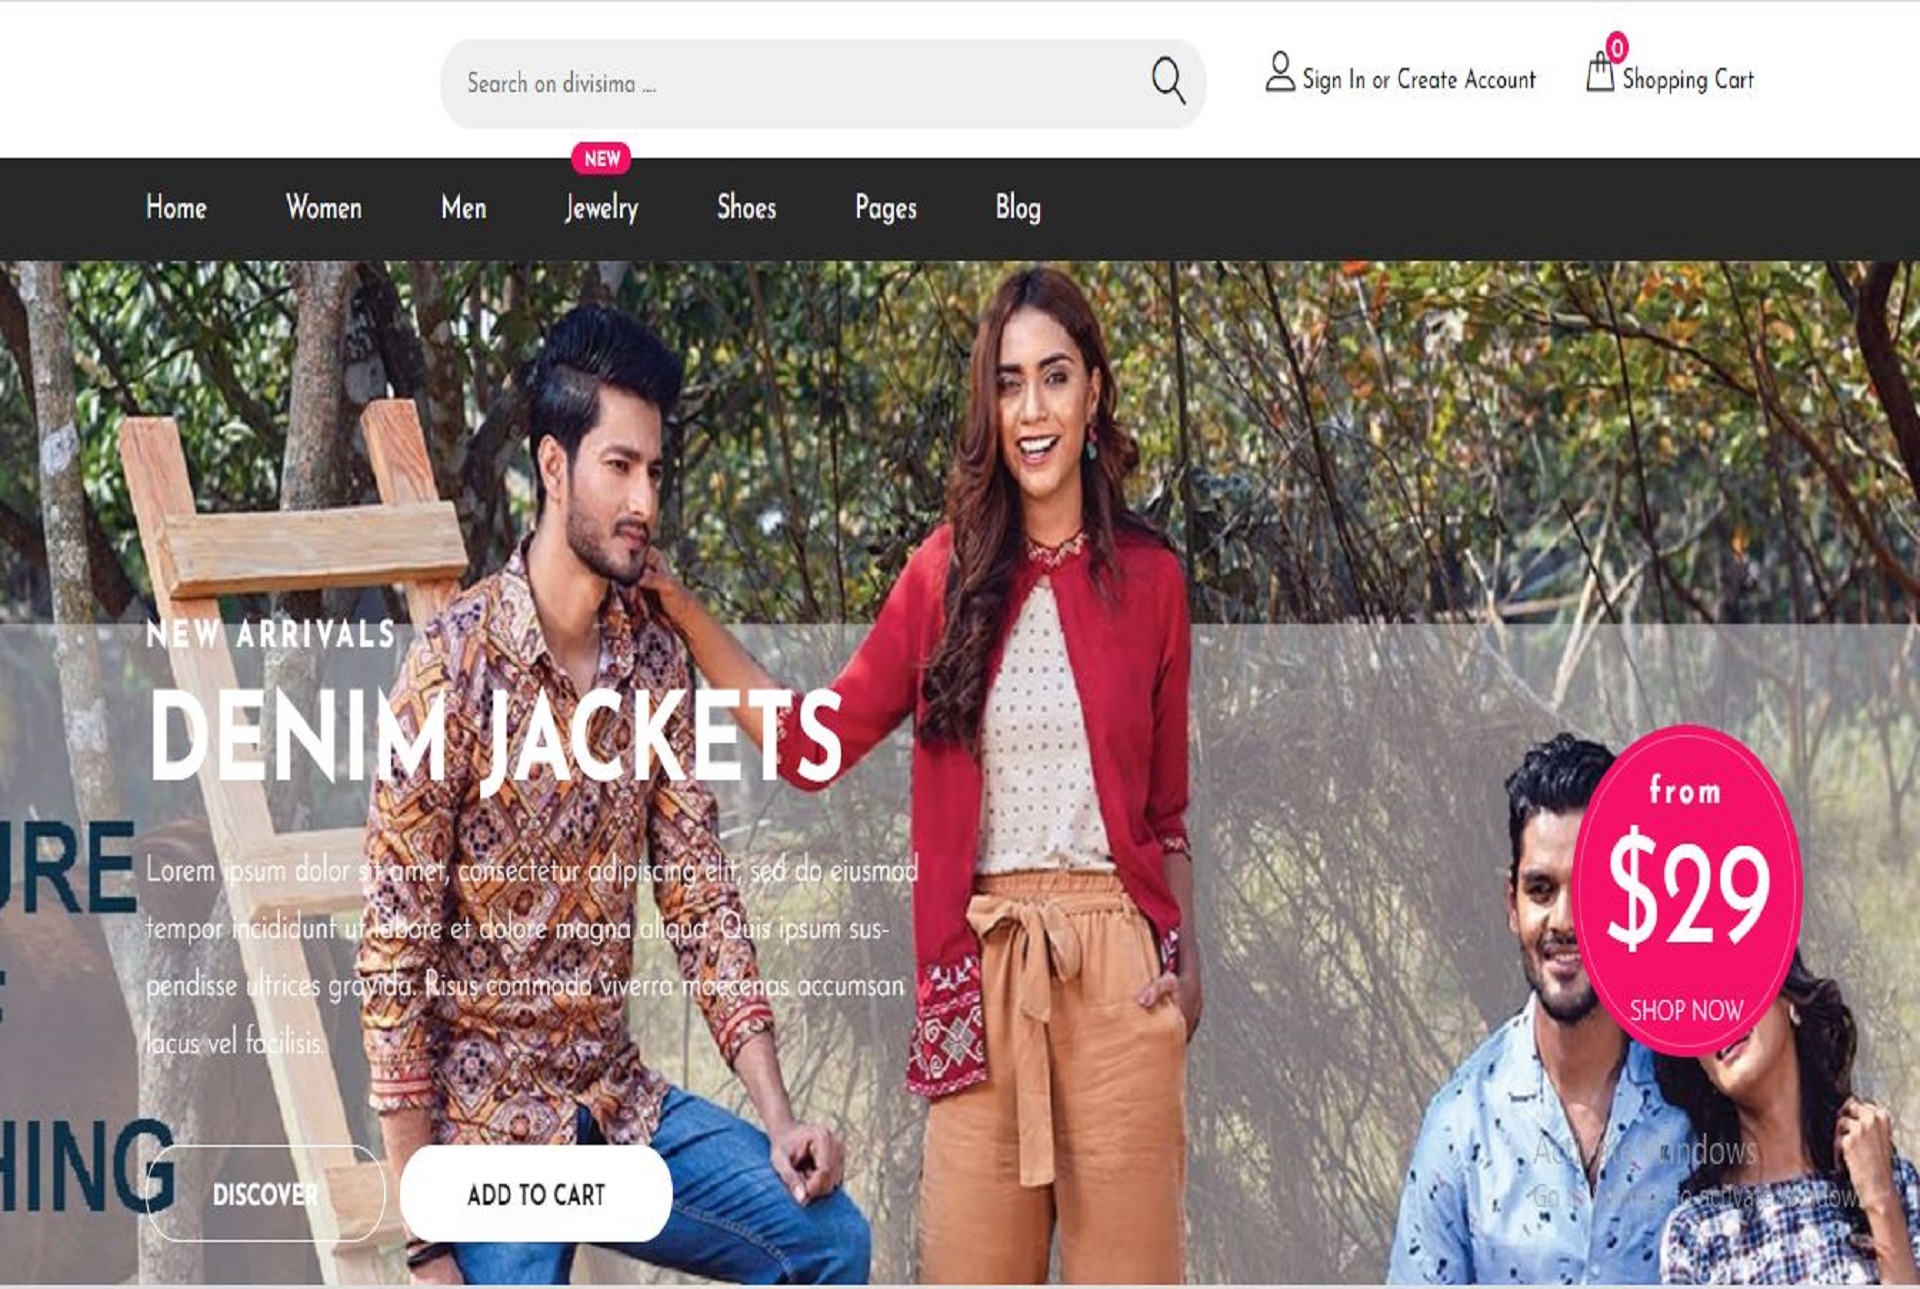 Search on divisima ....
Sign In or Create Account
0
Shopping Cart
NEW
Home Women Men Jewelry Shoes Pages Blog
NEW ARRIVALS
DENIM JACKETS
Lorem ipsum dolor sit amet, consectetur adipiscing elit, sed do eiusmod
tempor incididunt ut labore et dolore magna aliqua. Quis ipsum sus-
pendisse ultrices gravida. Risus commodo viverra maecenas accumsan
lacus vel facilisis.
URE
HING
DISCOVER ADD TO CART
from
$29
SHOP NOW
Activate Windows
Go to Settings to activate Windows.